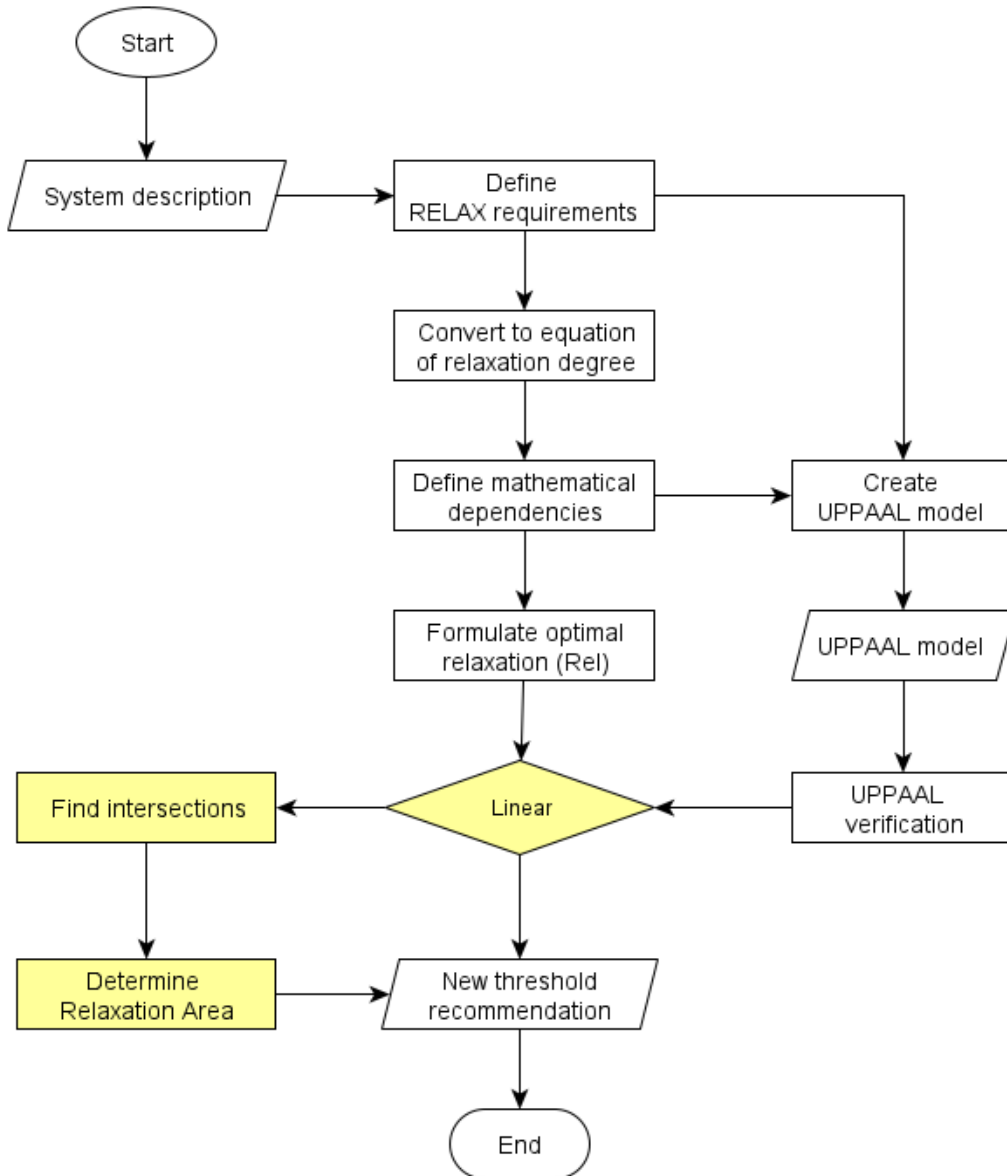 Start
System description
Define
RELAX requirements
Convert to equation
of relaxation degree
Define mathematical
dependencies
Create
UPPAAL model
Formulate optimal
relaxation (Rel)
UPPAAL model
Find intersections
Linear
UPPAAL
verification
Determine
Relaxation Area
New threshold
recommendation
End